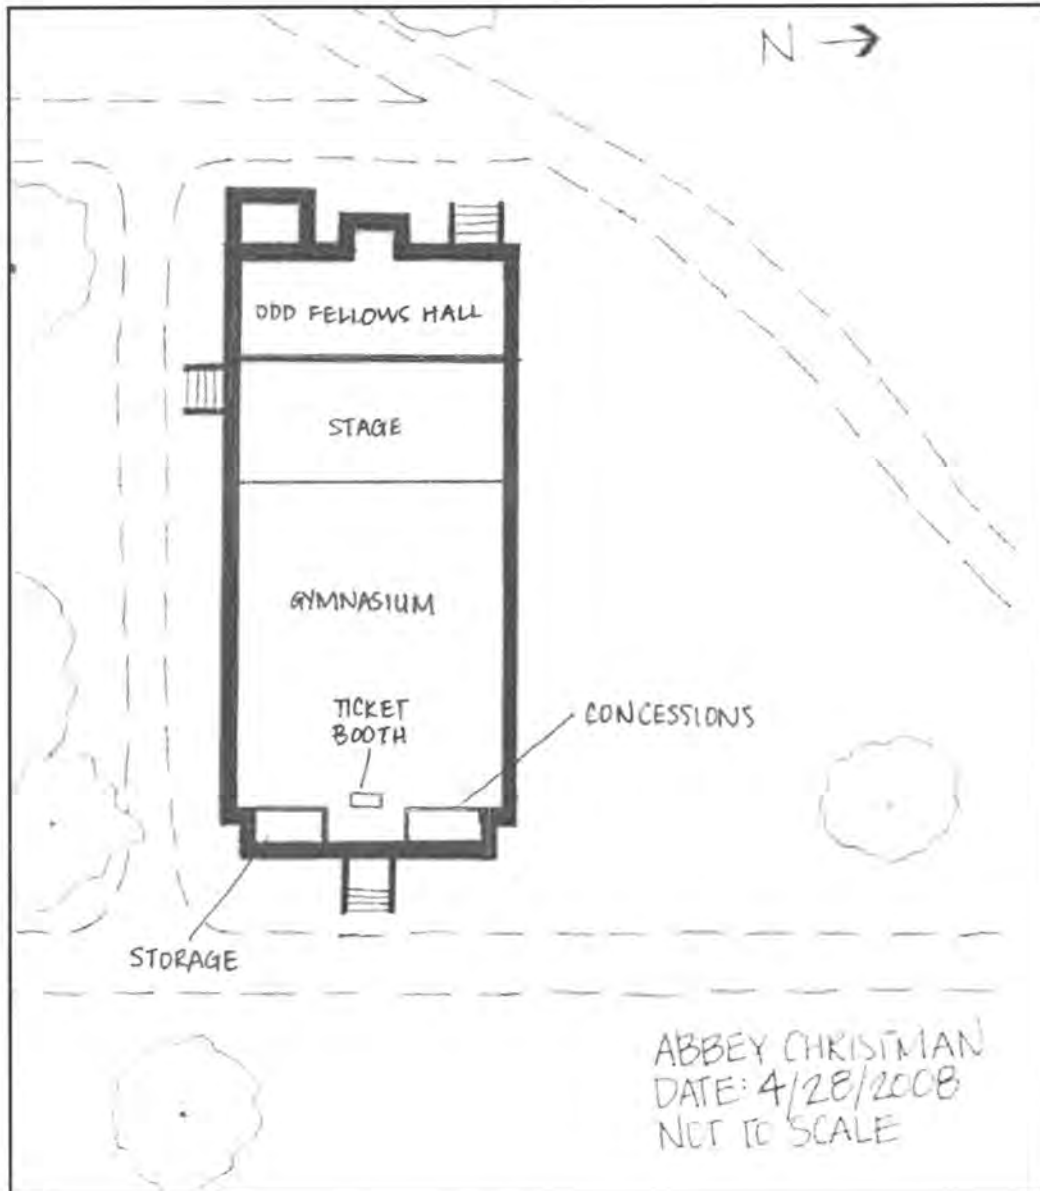 N
ODD FELLOWS HALL
STAGE
GYMNASIUM
TICKET
BOOTH
CONCESSIONS
STORAGE
ABBEY CHRISTMAN
DATE: 4/28/2008
NOT TO SCALE